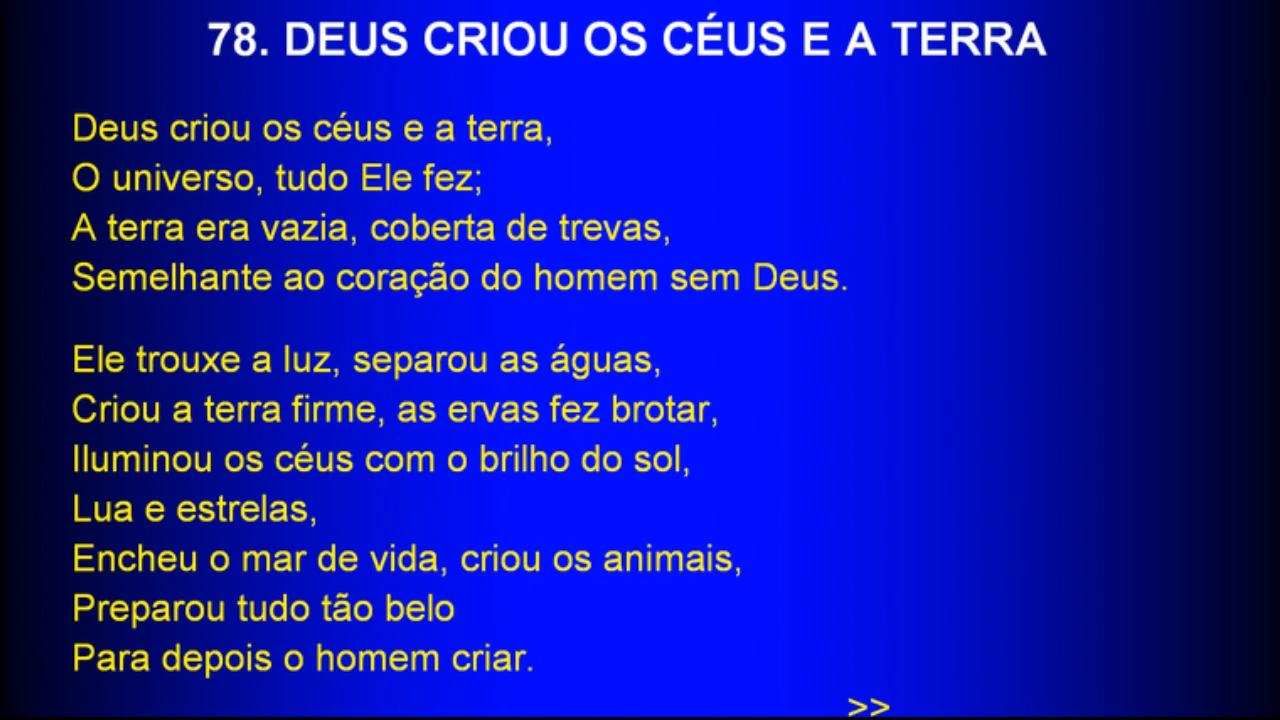 78. DEUS CRIOU OS CÉUS E A TERRA
Deus criou os céus e a terra,
O universo, tudo Ele fez;
A terra era vazia, coberta de trevas,
Semelhante ao coração do homem sem Deus.
Ele trouxe a luz, separou as águas,
Criou a terra firme, as ervas fez brotar,
Iluminou os céus com o brilho do sol,
Lua e estrelas,
Encheu o mar de vida, criou os animais,
Preparou tudo tão belo
Para depois o homem criar.
>>